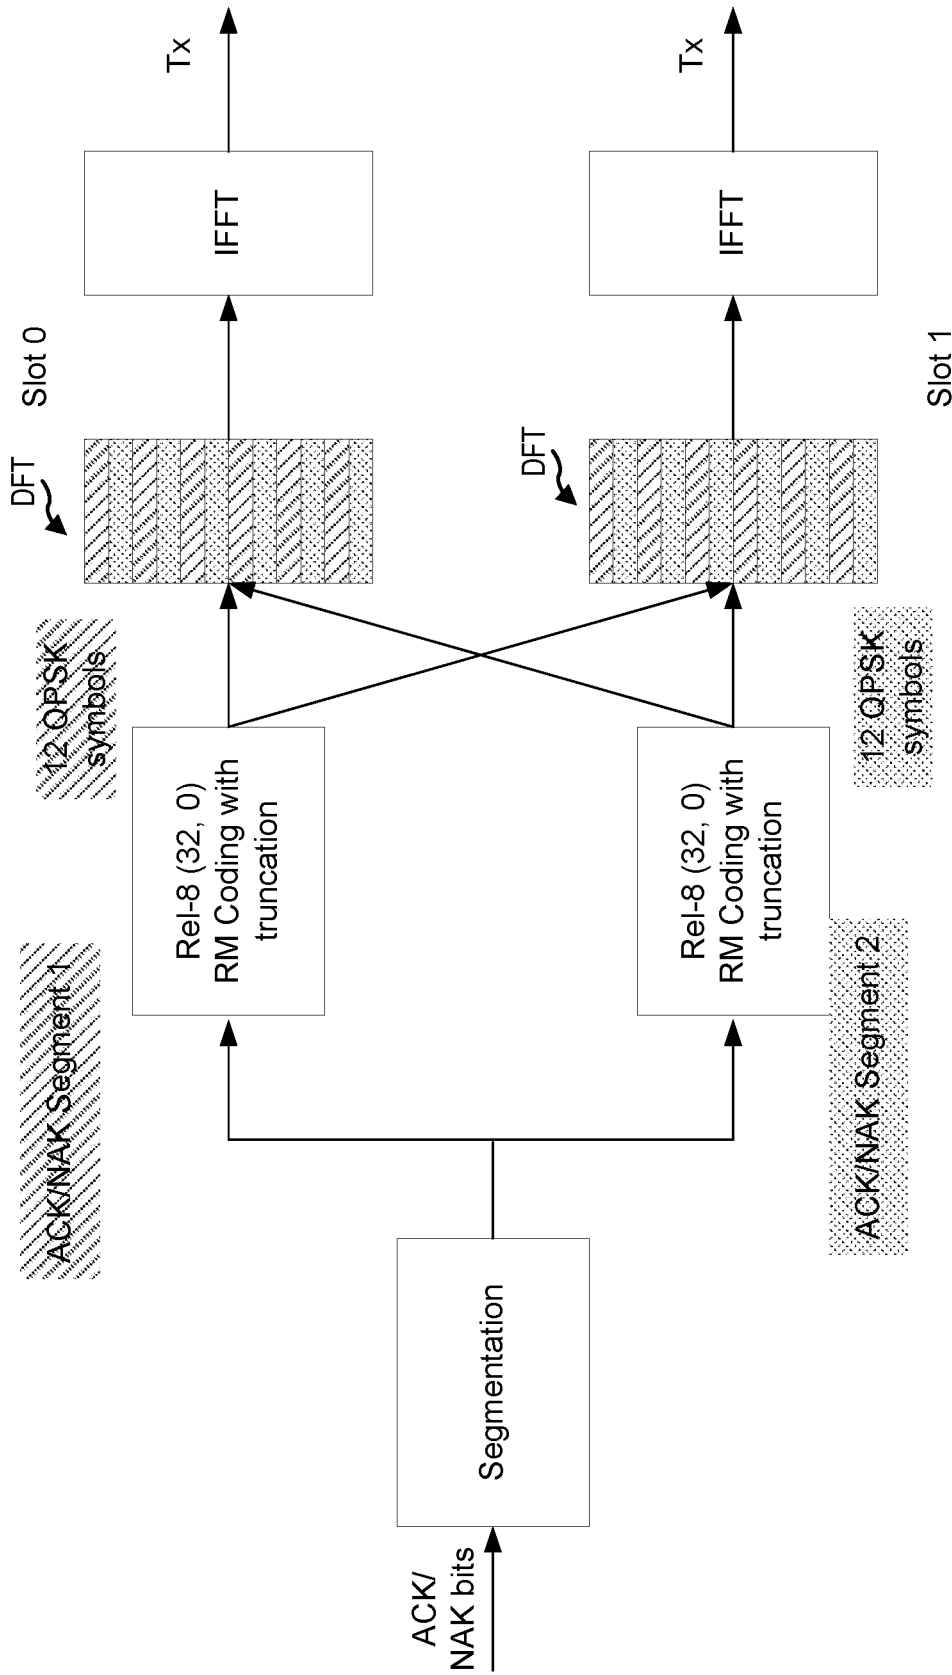 ACK/
NAK bits
Segmentation
ACK/NAK Segment 1
Rel-8 (32, 0)
RM Coding with
truncation
12 QPSK
symbols
DFT
Slot 0
IFFT
Tx
ACK/NAK Segment 2
Rel-8 (32, 0)
RM Coding with
truncation
12 QPSK
symbols
DFT
Slot 1
IFFT
Tx